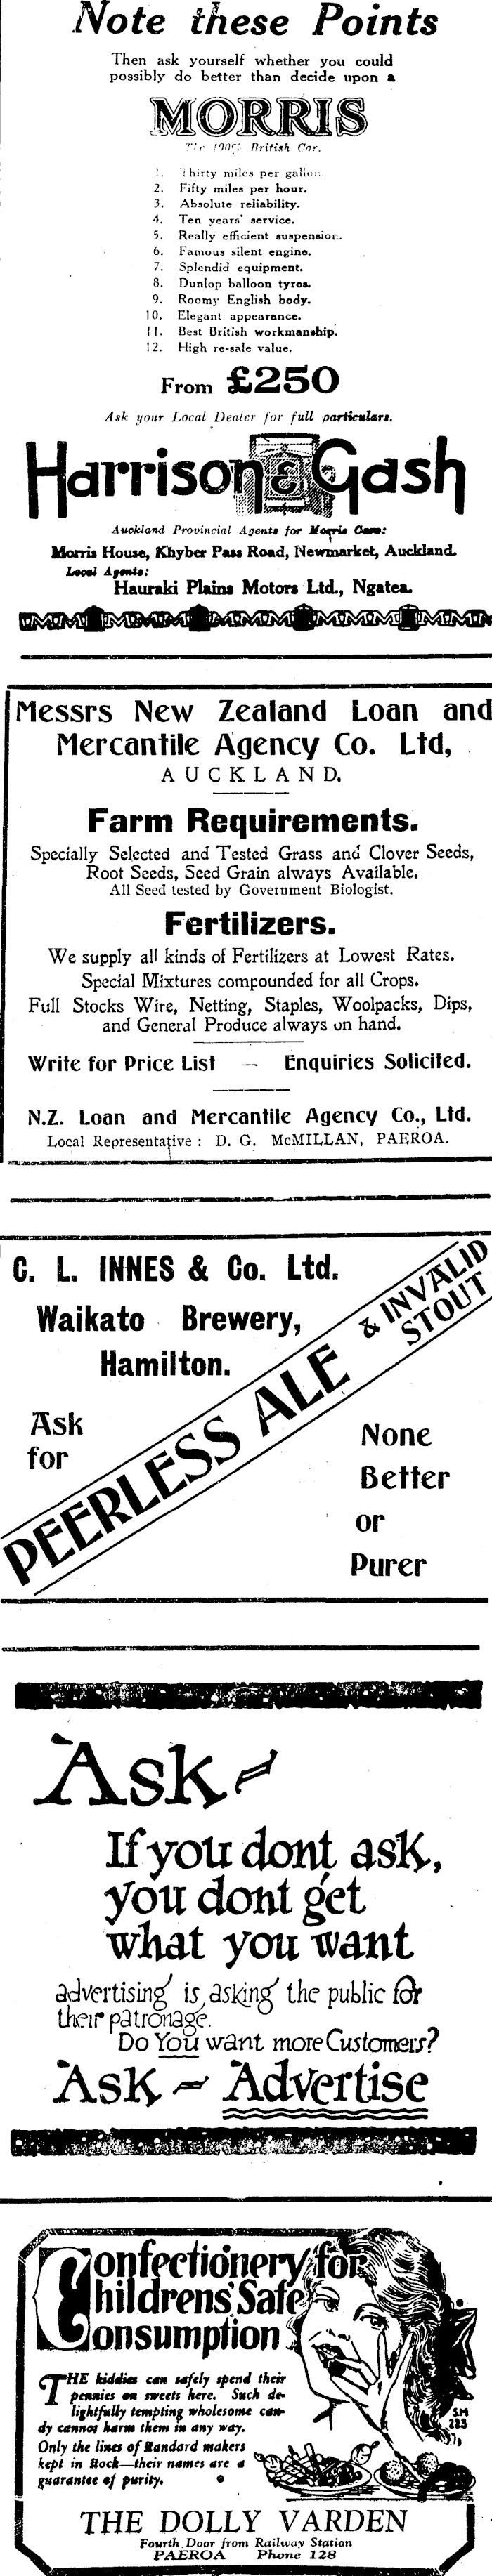 Note these Points
Then ask yourself whether you could
possibly do better than decide upon a
MORRIS
The 100% British Car.
1. Thirty miles per gallon.
2. Fifty miles per hour.
3. Absolute reliability.
4. Ten years' service.
5. Really efficient suspension.
6. Famous silent engine.
7. Splendid equipment.
8. Dunlop balloon tyres.
9. Roomy English body.
10. Elegant appearance.
11. Best British workmanship.
12. High re-sale value.
From £250
Ask your Local Dealer for full particulars.
Harrison & Gash
Auckland Provincial Agents for Morris Cars:
Morris House, Khyber Pass Road, Newmarket, Auckland.
Local Agents:
Hauraki Plains Motors Ltd., Ngatea.
Messrs New Zealand Loan and
Mercantile Agency Co. Ltd,
AUCKLAND.
Farm Requirements.
Specially Selected and Tested Grass and Clover Seeds,
Root Seeds, Seed Grain always Available.
All Seed tested by Government Biologist.
Fertilizers.
We supply all kinds of Fertilizers at Lowest Rates.
Special Mixtures compounded for all Crops.
Full Stocks Wire, Netting, Staples, Woolpacks, Dips,
and General Produce always on hand.
Write for Price List — Enquiries Solicited.
N.Z. Loan and Mercantile Agency Co., Ltd.
Local Representative : D. G. McMILLAN, PAEROA.
C. L. INNES & Co. Ltd.
Waikato Brewery,
Hamilton.
Ask
for
PEERLESS ALE & INVALID
STOUT
None
Better
or
Purer
Ask
If you dont ask,
you dont get
what you want
advertising is asking the public for
their patronage.
Do You want more Customers?
Ask - Advertise
Confectionery for
Childrens' Safe
Consumption
THE kiddies can safely spend their
pennies on sweets here. Such de-
lightfully tempting wholesome can-
dy cannot harm them in any way.
Only the lines of standard makers
kept in stock—their names are a
guarantee of purity.
S.M
223
THE DOLLY VARDEN
Fourth Door from Railway Station
PAEROA Phone 128